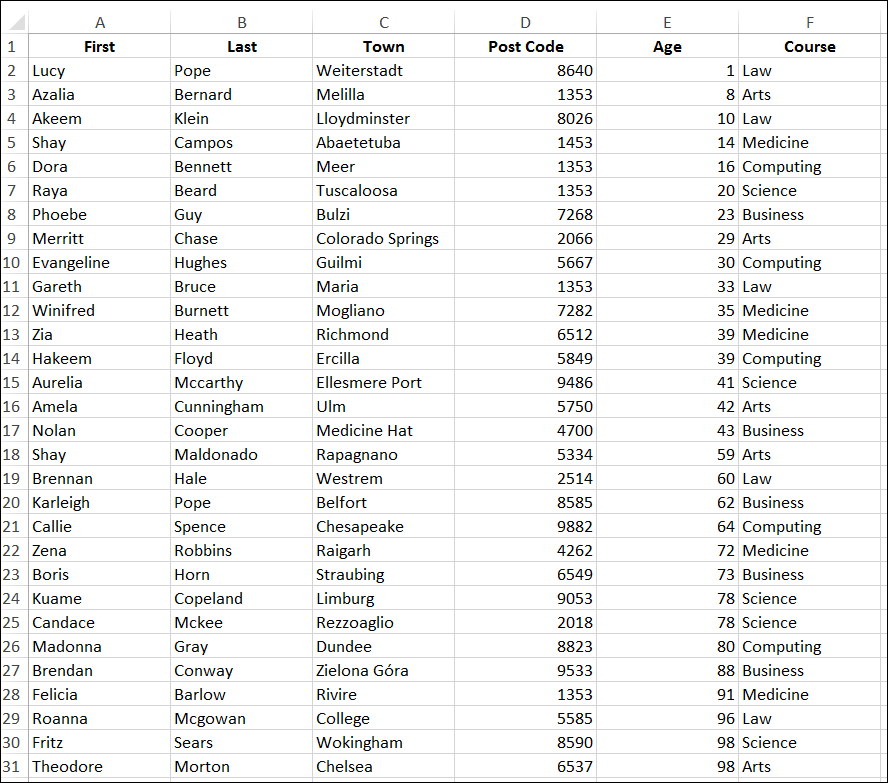 A B C D E F
1 First Last Town Post Code Age Course
2 Lucy Pope Weiterstadt 8640 1 Law
3 Azalia Bernard Melilla 1353 8 Arts
4 Akeem Klein Lloydminster 8026 10 Law
5 Shay Campos Abaetetuba 1453 14 Medicine
6 Dora Bennett Meer 1353 16 Computing
7 Raya Beard Tuscaloosa 1353 20 Science
8 Phoebe Guy Bulzi 7268 23 Business
9 Merritt Chase Colorado Springs 2066 29 Arts
10 Evangeline Hughes Guilmi 5667 30 Computing
11 Gareth Bruce Maria 1353 33 Law
12 Winifred Burnett Mogliano 7282 35 Medicine
13 Zia Heath Richmond 6512 39 Medicine
14 Hakeem Floyd Ercilla 5849 39 Computing
15 Aurelia Mccarthy Ellesmere Port 9486 41 Science
16 Amela Cunningham Ulm 5750 42 Arts
17 Nolan Cooper Medicine Hat 4700 43 Business
18 Shay Maldonado Rapagnano 5334 59 Arts
19 Brennan Hale Westrem 2514 60 Law
20 Karleigh Pope Belfort 8585 62 Business
21 Callie Spence Chesapeake 9882 64 Computing
22 Zena Robbins Raigarh 4262 72 Medicine
23 Boris Horn Straubing 6549 73 Business
24 Kuame Copeland Limburg 9053 78 Science
25 Candace Mckee Rezzoaglio 2018 78 Science
26 Madonna Gray Dundee 8823 80 Computing
27 Brendan Conway Zielona Góra 9533 88 Business
28 Felicia Barlow Rivire 1353 91 Medicine
29 Roanna Mcgowan College 5585 96 Law
30 Fritz Sears Wokingham 8590 98 Science
31 Theodore Morton Chelsea 6537 98 Arts